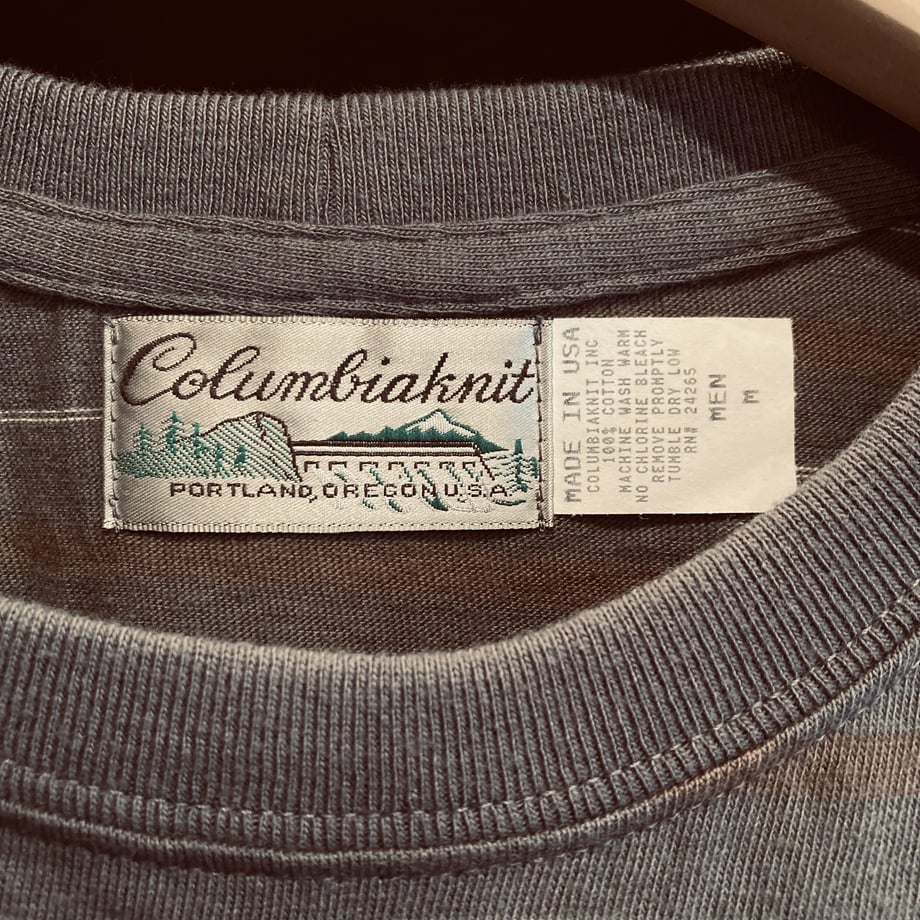 Columbiaknit
PORTLAND, OREGON U.S.A.
MADE IN USA
COLUMBIAKNIT INC
100% COTTON
MACHINE WASH WARM
NO CHLORINE BLEACH
REMOVE PROMPTLY
TUMBLE DRY LOW
RN# 24265
MEN
M